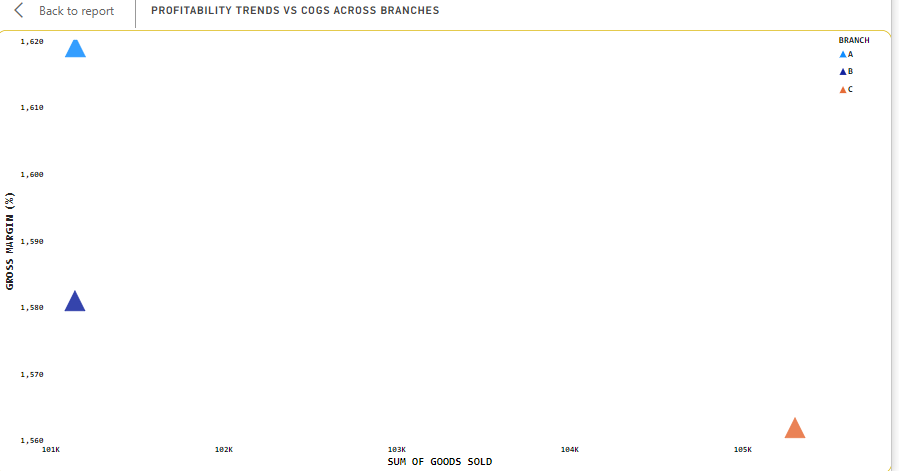 Back to report
PROFITABILITY TRENDS VS COGS ACROSS BRANCHES
BRANCH
A
B
C
GROSS MARGIN (%)
1,620
1,610
1,600
1,590
1,580
1,570
1,560
101K 102K 103K 104K 105K
SUM OF GOODS SOLD